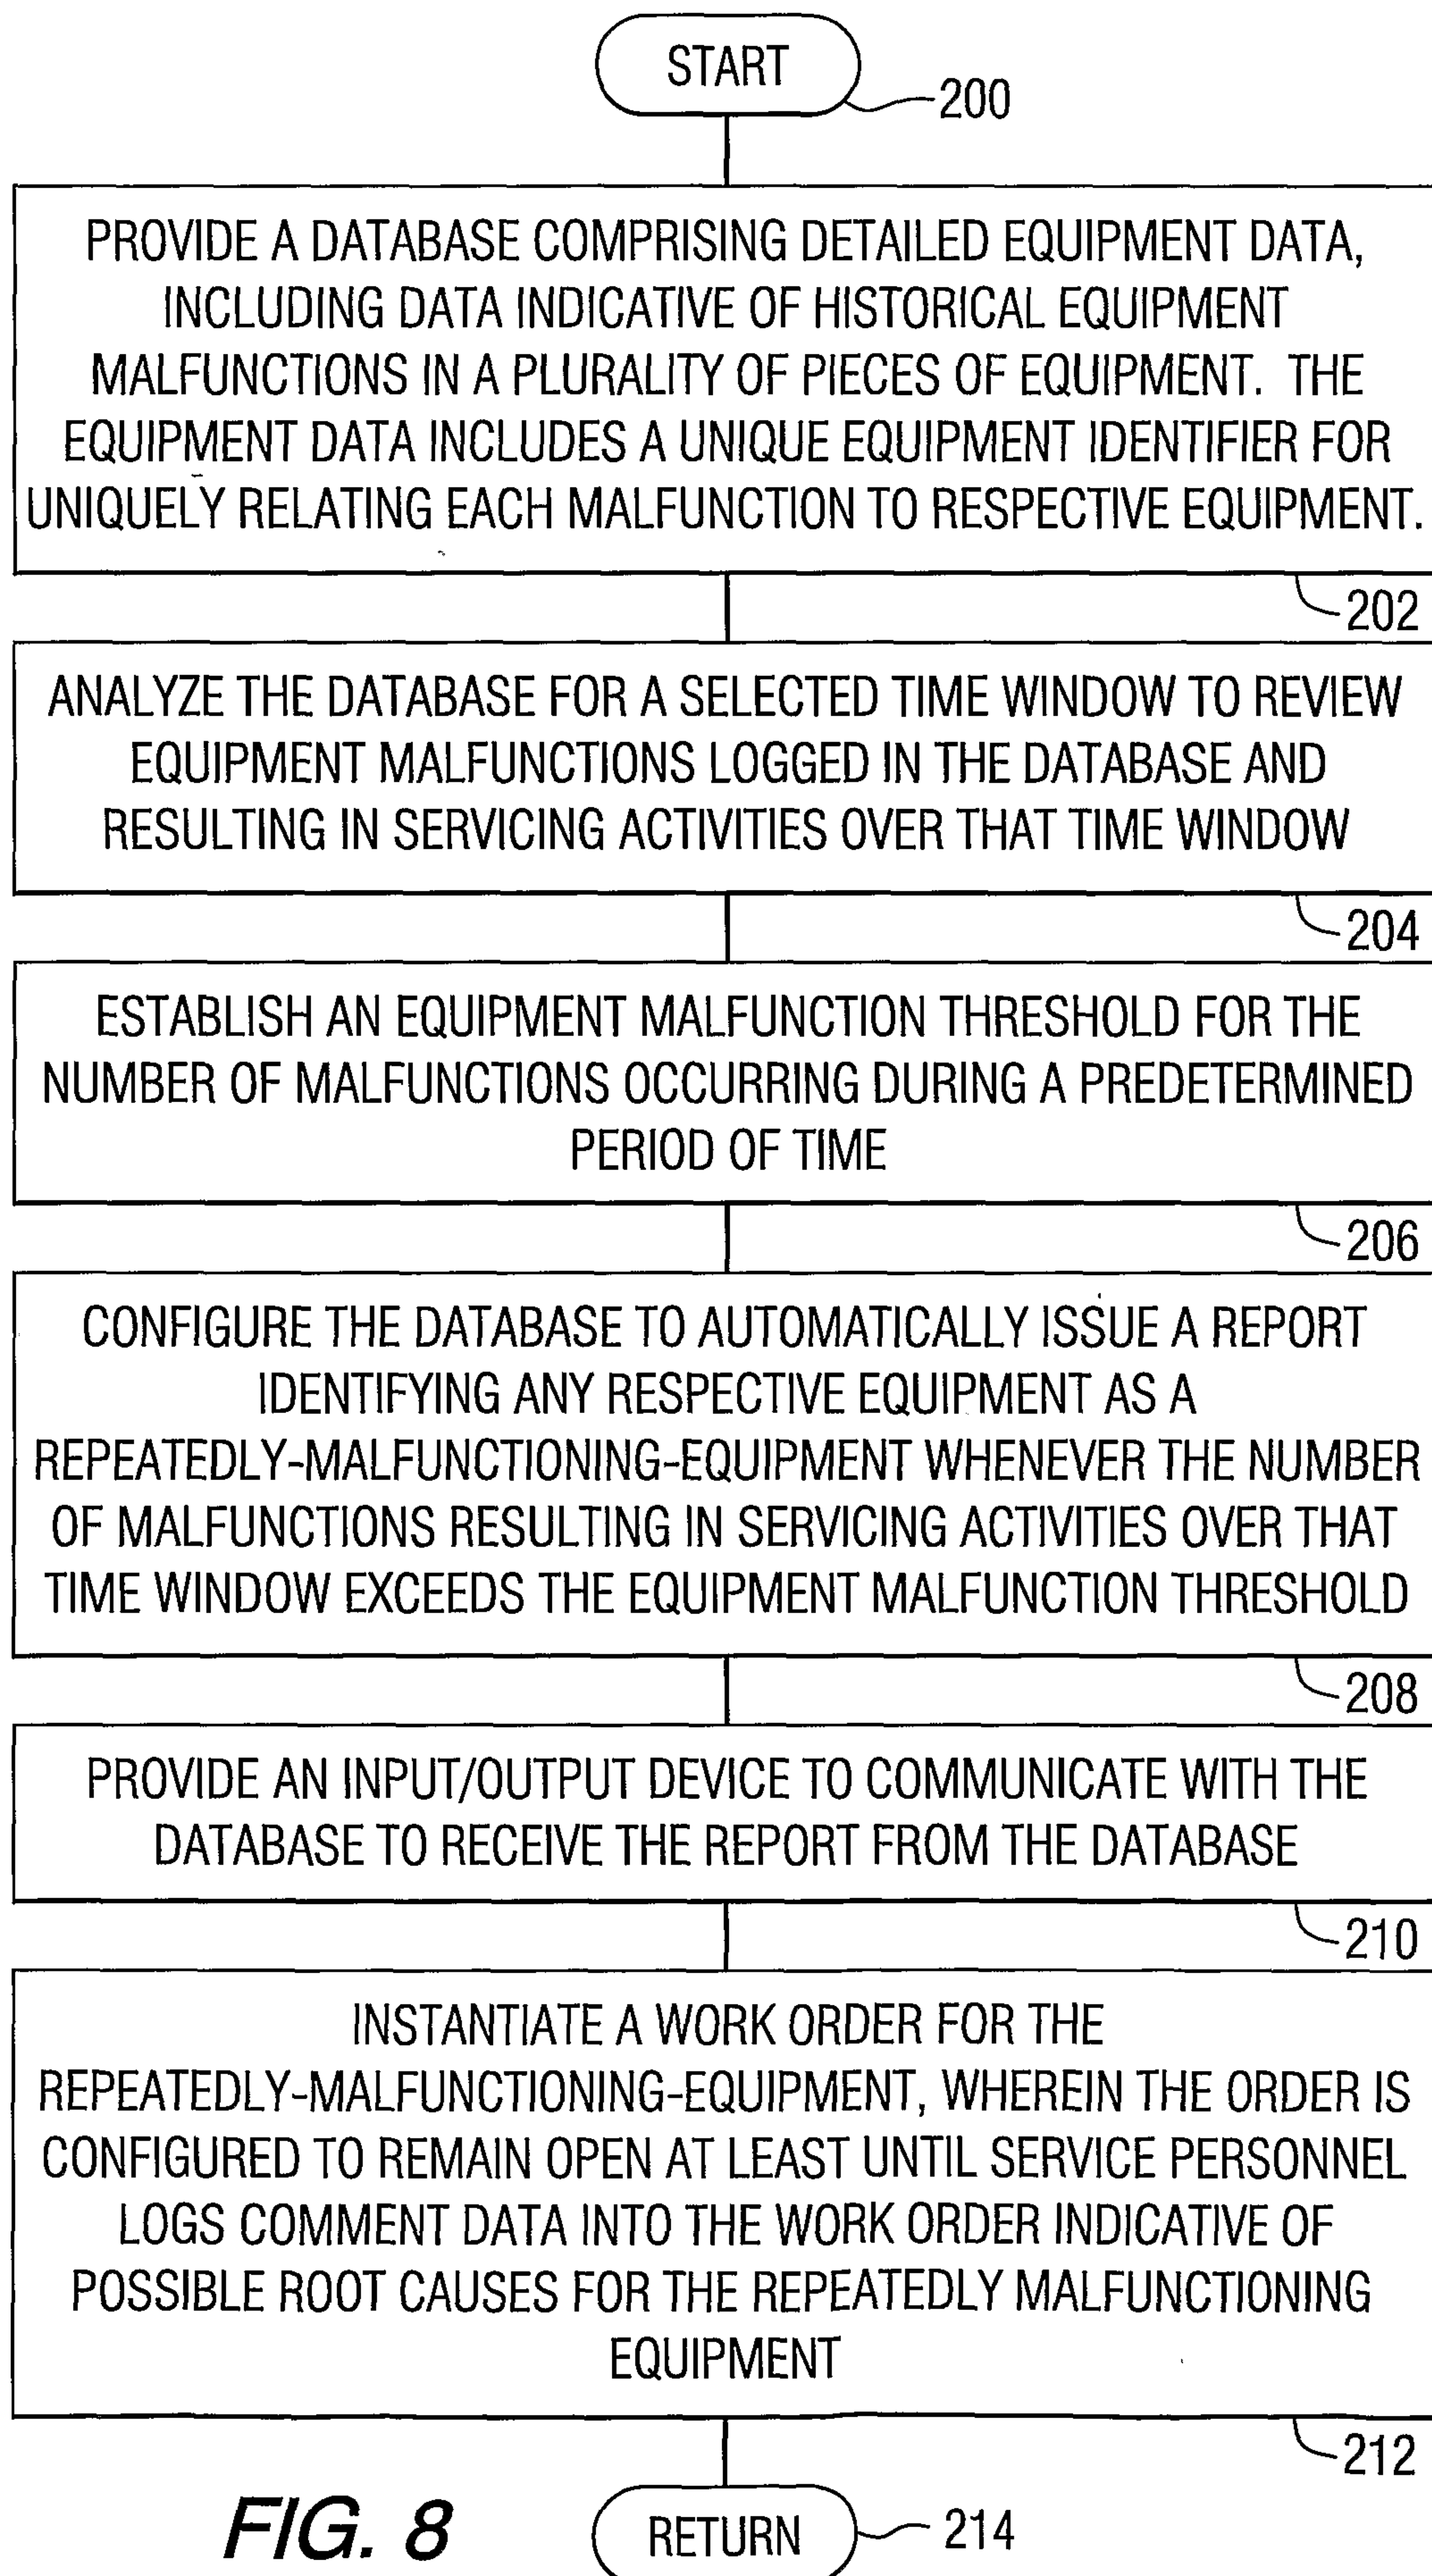 START
200
PROVIDE A DATABASE COMPRISING DETAILED EQUIPMENT DATA,
INCLUDING DATA INDICATIVE OF HISTORICAL EQUIPMENT
MALFUNCTIONS IN A PLURALITY OF PIECES OF EQUIPMENT. THE
EQUIPMENT DATA INCLUDES A UNIQUE EQUIPMENT IDENTIFIER FOR
UNIQUELY RELATING EACH MALFUNCTION TO RESPECTIVE EQUIPMENT.
202
ANALYZE THE DATABASE FOR A SELECTED TIME WINDOW TO REVIEW
EQUIPMENT MALFUNCTIONS LOGGED IN THE DATABASE AND
RESULTING IN SERVICING ACTIVITIES OVER THAT TIME WINDOW
204
ESTABLISH AN EQUIPMENT MALFUNCTION THRESHOLD FOR THE
NUMBER OF MALFUNCTIONS OCCURRING DURING A PREDETERMINED
PERIOD OF TIME
206
CONFIGURE THE DATABASE TO AUTOMATICALLY ISSUE A REPORT
IDENTIFYING ANY RESPECTIVE EQUIPMENT AS A
REPEATEDLY-MALFUNCTIONING-EQUIPMENT WHENEVER THE NUMBER
OF MALFUNCTIONS RESULTING IN SERVICING ACTIVITIES OVER THAT
TIME WINDOW EXCEEDS THE EQUIPMENT MALFUNCTION THRESHOLD
208
PROVIDE AN INPUT/OUTPUT DEVICE TO COMMUNICATE WITH THE
DATABASE TO RECEIVE THE REPORT FROM THE DATABASE
210
INSTANTIATE A WORK ORDER FOR THE
REPEATEDLY-MALFUNCTIONING-EQUIPMENT, WHEREIN THE ORDER IS
CONFIGURED TO REMAIN OPEN AT LEAST UNTIL SERVICE PERSONNEL
LOGS COMMENT DATA INTO THE WORK ORDER INDICATIVE OF
POSSIBLE ROOT CAUSES FOR THE REPEATEDLY MALFUNCTIONING
EQUIPMENT
212
FIG. 8
RETURN
214